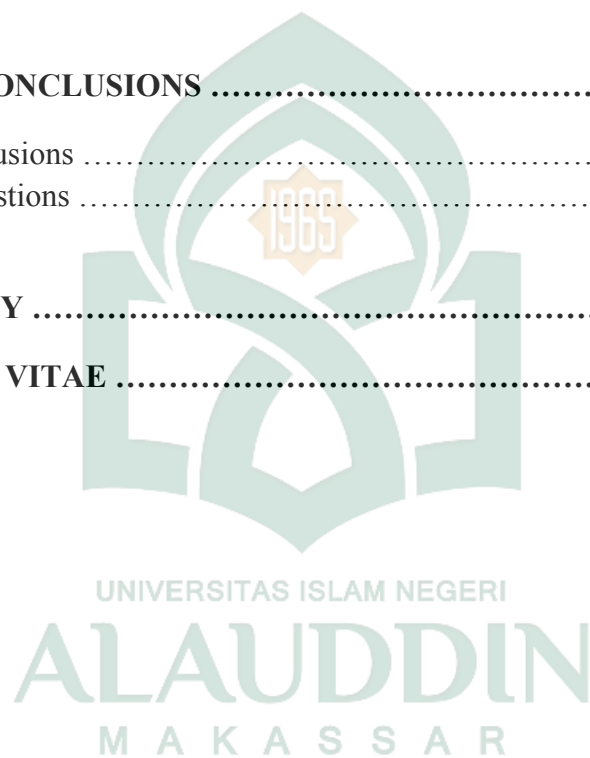 ONCLUSIONS ........................................
usions ........................................
stions ........................................
1965
Y ........................................
VITAE ........................................
UNIVERSITAS ISLAM NEGERI
ALAUDDIN
MAKASSAR